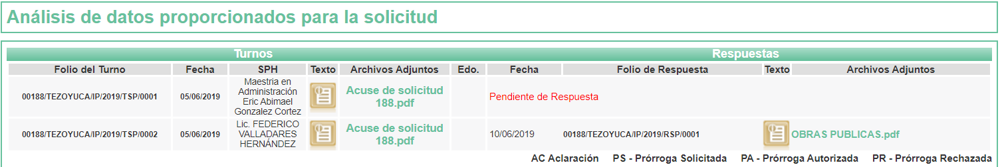 Análisis de datos proporcionados para la solicitud
Turnos Respuestas
Folio del Turno Fecha SPH Texto Archivos Adjuntos Edo. Fecha Folio de Respuesta Texto Archivos Adjuntos
00188/TEZOYUCA/IP/2019/TSP/0001 05/06/2019
Maestria en
Administración
Eric Abimael
Gonzalez Cortez
Acuse de solicitud
188.pdf
Pendiente de Respuesta
00188/TEZOYUCA/IP/2019/TSP/0002 05/06/2019
Lic. FEDERICO
VALLADARES
HERNÁNDEZ
Acuse de solicitud
188.pdf
10/06/2019 00188/TEZOYUCA/IP/2019/RSP/0001 OBRAS PUBLICAS.pdf
AC Aclaración PS - Prórroga Solicitada PA - Prórroga Autorizada PR - Prórroga Rechazada